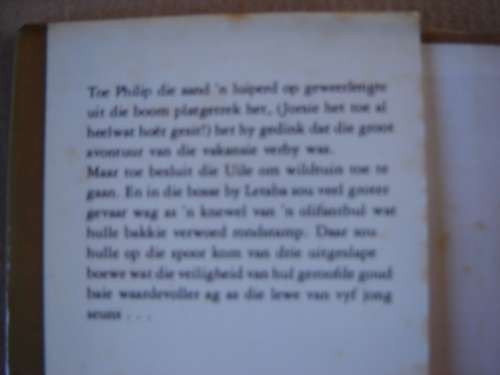 Toe Philip die aand 'n luiperd op geweerlengte
uit die boom platgetrek het, (Josie het toe al
heelwat hoër gesit!) het hy gedink dat die groot
avontuur van die vakansie verby was.
Maar toe besluit die Uile om wildtuin toe te
gaan. En in die bosse by Letaba sou veel groter
gevaar wag as 'n knewel van 'n olifantbul wat
hulle bakkie verwoed rondstamp. Daar sou
hulle op die spoor kom van drie uitgeslape
boewe wat die veiligheid van hul geroofde goud
baie waardevoller ag as die lewe van vyf jong
seuns . . .